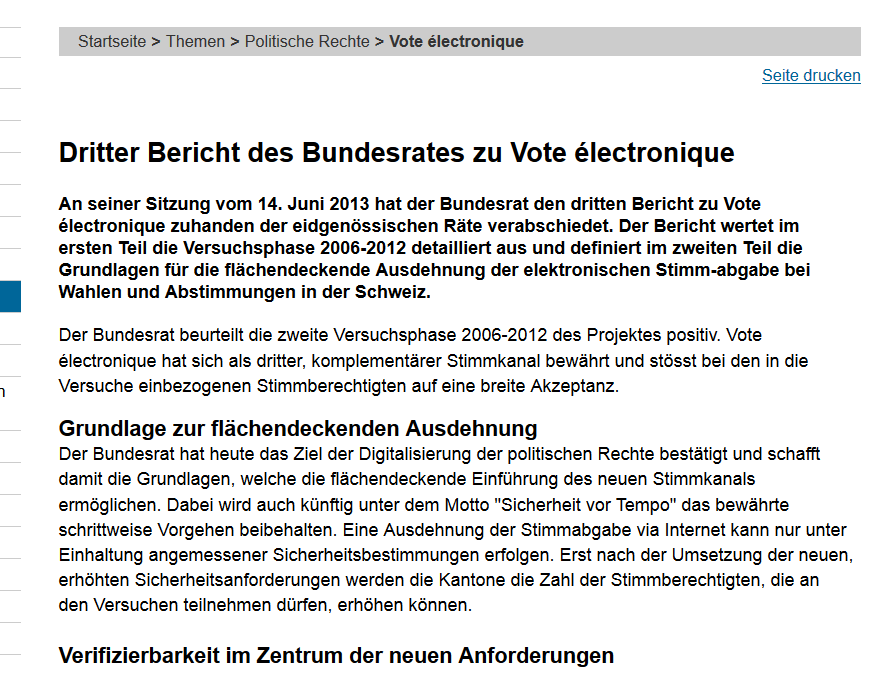 Startseite > Themen > Politische Rechte > Vote électronique
Seite drucken
Dritter Bericht des Bundesrates zu Vote électronique
An seiner Sitzung vom 14. Juni 2013 hat der Bundesrat den dritten Bericht zu Vote
électronique zuhanden der eidgenössischen Räte verabschiedet. Der Bericht wertet im
ersten Teil die Versuchsphase 2006-2012 detailliert aus und definiert im zweiten Teil die
Grundlagen für die flächendeckende Ausdehnung der elektronischen Stimm-abgabe bei
Wahlen und Abstimmungen in der Schweiz.
Der Bundesrat beurteilt die zweite Versuchsphase 2006-2012 des Projektes positiv. Vote
électronique hat sich als dritter, komplementärer Stimmkanal bewährt und stösst bei den in die
Versuche einbezogenen Stimmberechtigten auf eine breite Akzeptanz.
n
Grundlage zur flächendeckenden Ausdehnung
Der Bundesrat hat heute das Ziel der Digitalisierung der politischen Rechte bestätigt und schafft
damit die Grundlagen, welche die flächendeckende Einführung des neuen Stimmkanals
ermöglichen. Dabei wird auch künftig unter dem Motto "Sicherheit vor Tempo" das bewährte
schrittweise Vorgehen beibehalten. Eine Ausdehnung der Stimmabgabe via Internet kann nur unter
Einhaltung angemessener Sicherheitsbestimmungen erfolgen. Erst nach der Umsetzung der neuen,
erhöhten Sicherheitsanforderungen werden die Kantone die Zahl der Stimmberechtigten, die an
den Versuchen teilnehmen dürfen, erhöhen können.
Verifizierbarkeit im Zentrum der neuen Anforderungen